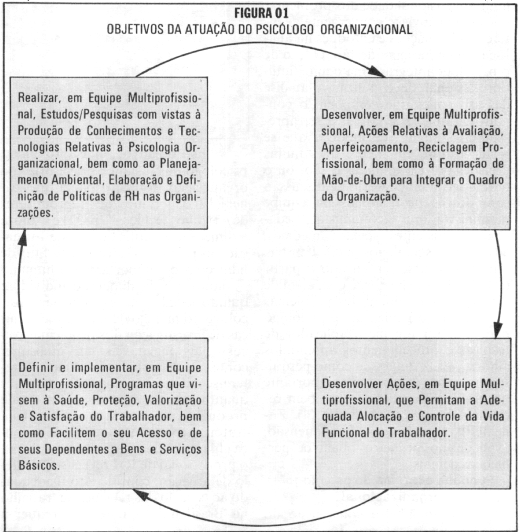 FIGURA 01
OBJETIVOS DA ATUAÇÃO DO PSICÓLOGO ORGANIZACIONAL
Realizar, em Equipe Multiprofissio-
nal, Estudos/Pesquisas com vistas à
Produção de Conhecimentos e Tec-
nologias Relativas à Psicologia Or-
ganizacional, bem como ao Planeja-
mento Ambiental, Elaboração e Defi-
nição de Políticas de RH nas Organi-
zações.
Desenvolver, em Equipe Multiprofis-
sional, Ações Relativas à Avaliação,
Aperfeiçoamento, Reciclagem Pro-
fissional, bem como à Formação de
Mão-de-Obra para Integrar o Quadro
da Organização.
Definir e implementar, em Equipe
Multiprofissional, Programas que vi-
sem à Saúde, Proteção, Valorização
e Satisfação do Trabalhador, bem
como Facilitem o seu Acesso e de
seus Dependentes a Bens e Serviços
Básicos.
Desenvolver Ações, em Equipe Mul-
tiprofissional, que Permitam a Ade-
quada Alocação e Controle da Vida
Funcional do Trabalhador.